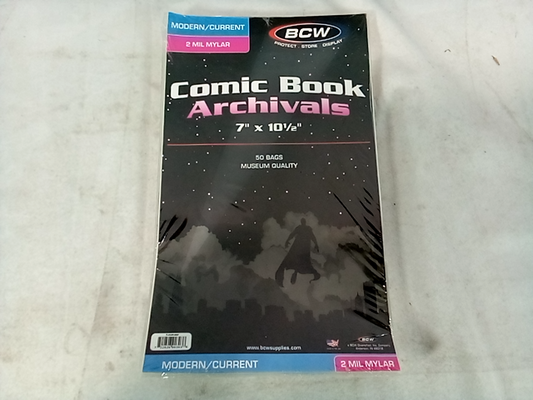 MODERN/CURRENT
2 MIL MYLAR
BCW
PROTECT · STORE · DISPLAY
Comic Book
Archivals
7" x 10½"
50 BAGS
MUSEUM QUALITY
www.bcwsupplies.com
BCW
MODERN/CURRENT
2 MIL MYLAR